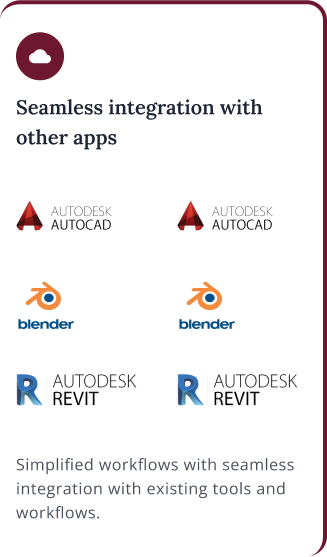 Seamless integration with
other apps
AUTODESK AUTODESK
AUTOCAD AUTOCAD
blender blender
AUTODESK AUTODESK
REVIT REVIT
Simplified workflows with seamless
integration with existing tools and
workflows.